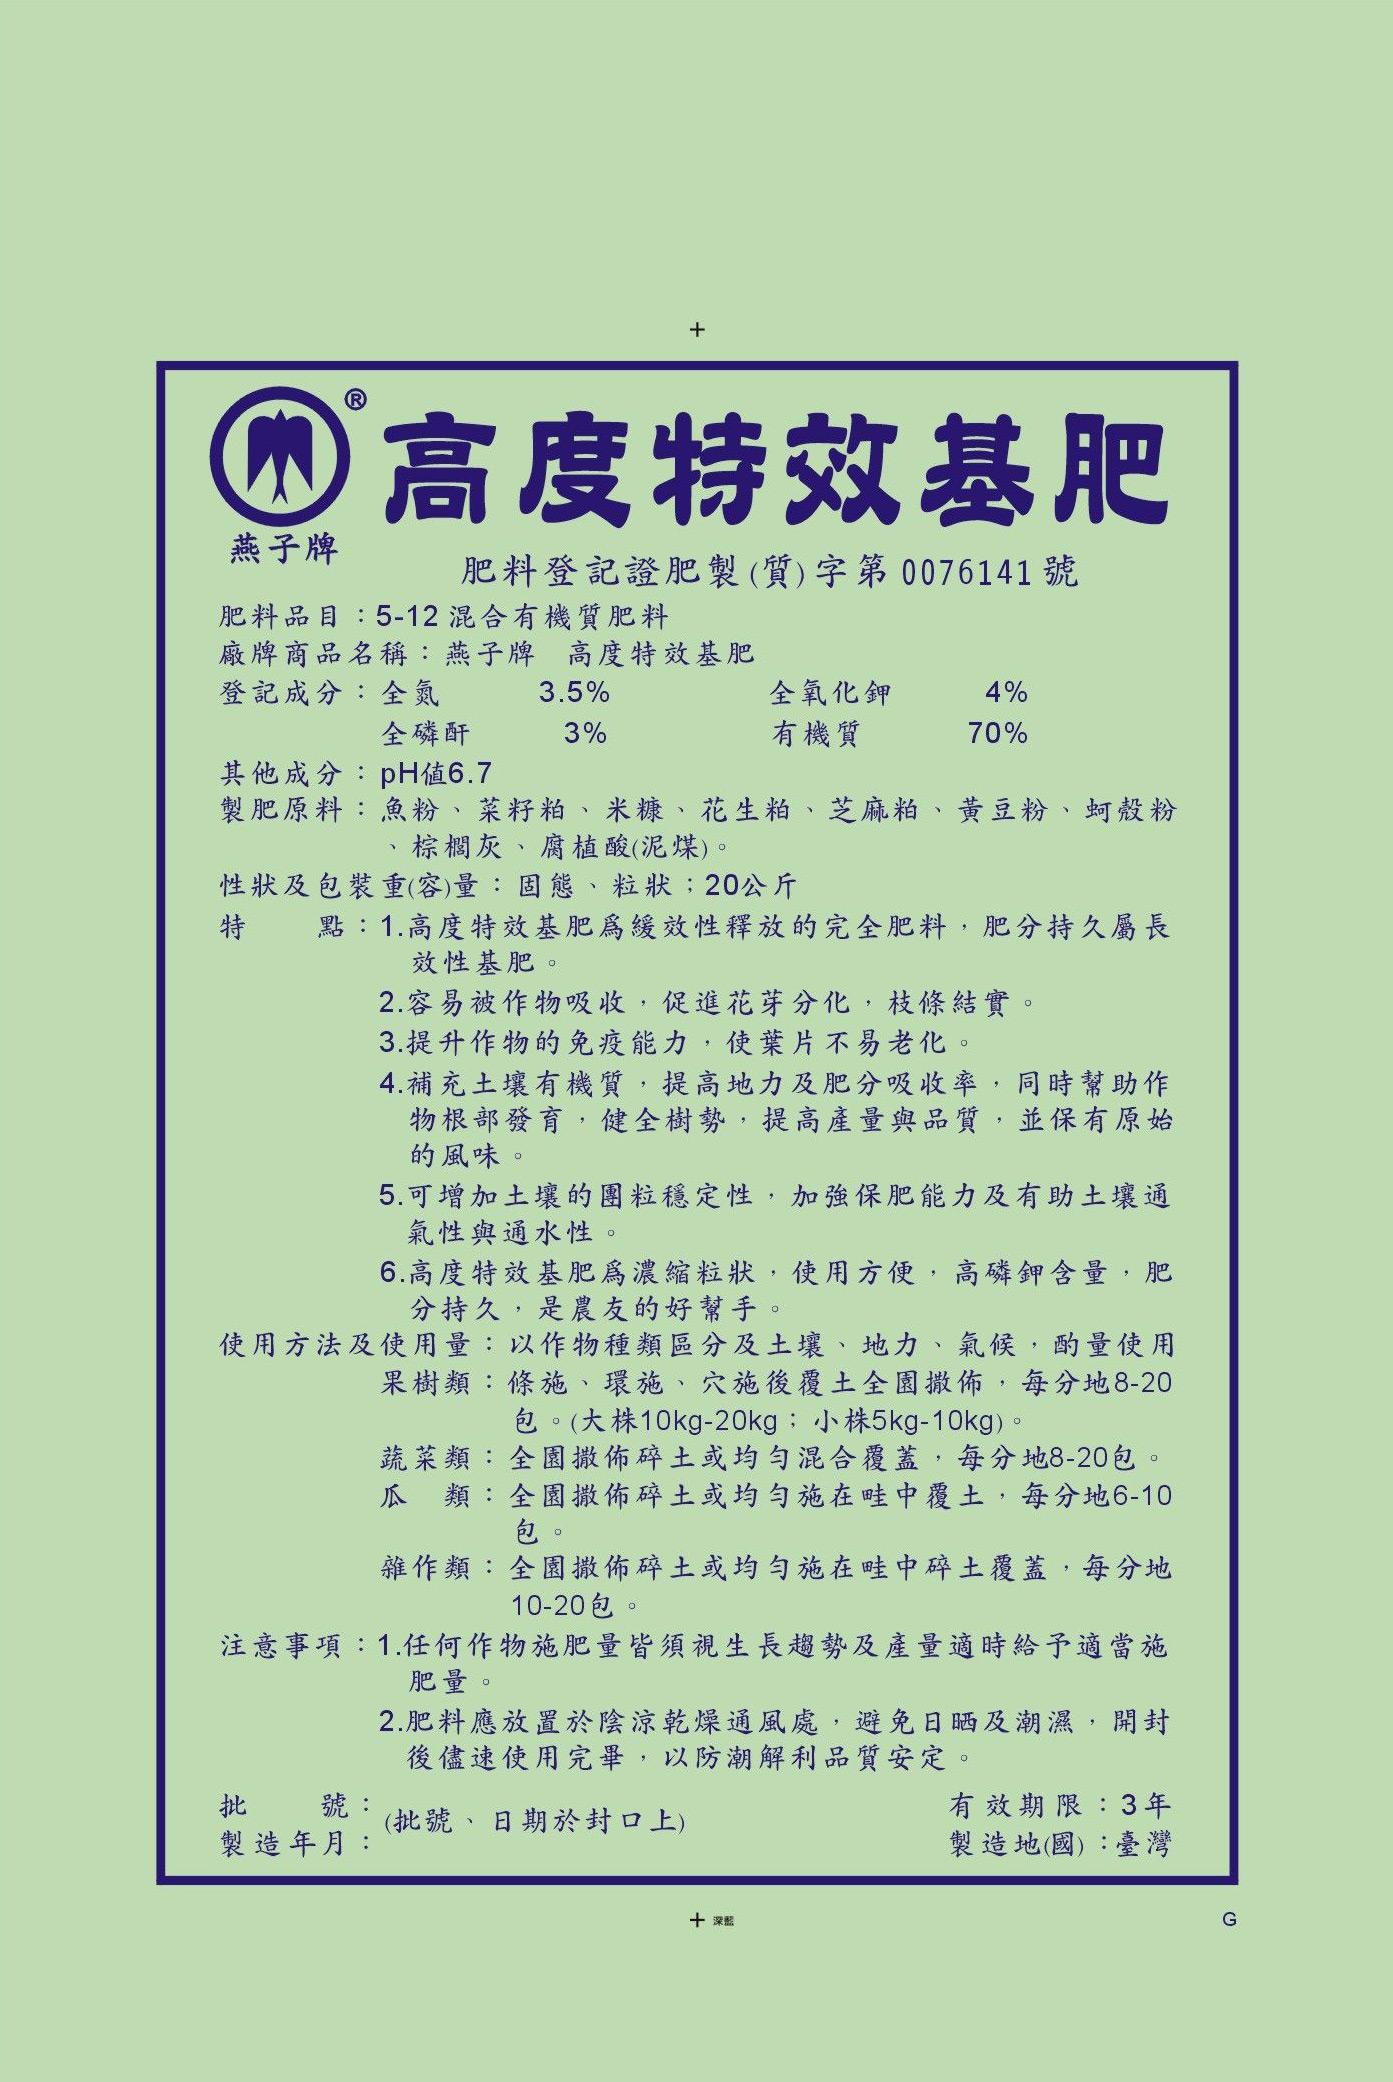 ®
高度特效基肥
燕子牌
肥料登記證肥製(質)字第0076141號
肥料品目：5-12 混合有機質肥料
廠牌商品名稱：燕子牌　高度特效基肥
登記成分：全氮　3.5%　全氧化鉀　4%
全磷酐　3%　有機質　70%
其他成分：pH值6.7
製肥原料：魚粉、菜籽粕、米糠、花生粕、芝麻粕、黃豆粉、蚵殼粉
、棕櫚灰、腐植酸(泥煤)。
性狀及包裝重(容)量：固態、粒狀；20公斤
特　點：1.高度特效基肥爲緩效性釋放的完全肥料，肥分持久屬長
效性基肥。
2.容易被作物吸收，促進花芽分化，枝條結實。
3.提升作物的免疫能力，使葉片不易老化。
4.補充土壤有機質，提高地力及肥分吸收率，同時幫助作
物根部發育，健全樹勢，提高產量與品質，並保有原始
的風味。
5.可增加土壤的團粒穩定性，加強保肥能力及有助土壤通
氣性與通水性。
6.高度特效基肥爲濃縮粒狀，使用方便，高磷鉀含量，肥
分持久，是農友的好幫手。
使用方法及使用量：以作物種類區分及土壤、地力、氣候，酌量使用
果樹類：條施、環施、穴施後覆土全園撒佈，每分地8-20
包。(大株10kg-20kg；小株5kg-10kg)。
蔬菜類：全園撒佈碎土或均勻混合覆蓋，每分地8-20包。
瓜　類：全園撒佈碎土或均勻施在畦中覆土，每分地6-10
包。
雜作類：全園撒佈碎土或均勻施在畦中碎土覆蓋，每分地
10-20包。
注意事項：1.任何作物施肥量皆須視生長趨勢及產量適時給予適當施
肥量。
2.肥料應放置於陰涼乾燥通風處，避免日晒及潮濕，開封
後儘速使用完畢，以防潮解利品質安定。
批　號：
(批號、日期於封口上)
製造年月：
有效期限：3年
製造地(國)：臺灣
深藍
G